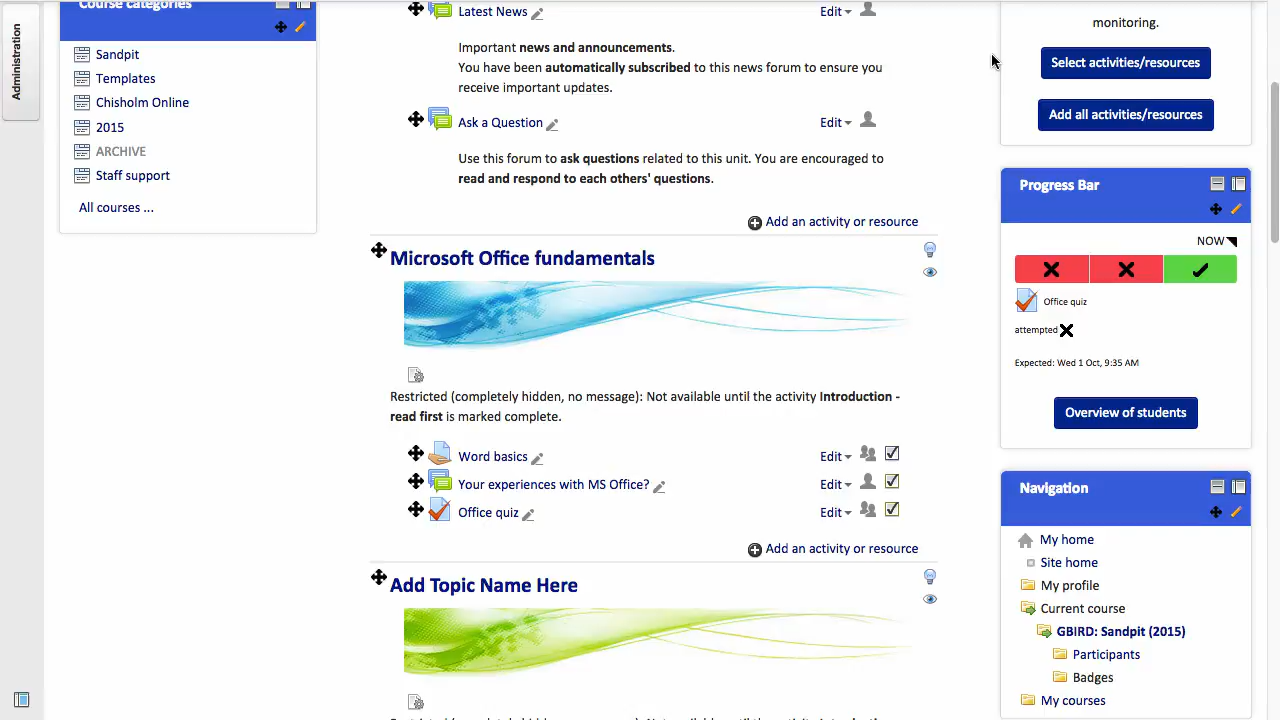 Administration
Course categories
Sandpit
Templates
Chisholm Online
2015
ARCHIVE
Staff support
All courses ...
Latest News
Edit
Important news and announcements.
You have been automatically subscribed to this news forum to ensure you
receive important updates.
Ask a Question
Edit
Use this forum to ask questions related to this unit. You are encouraged to
read and respond to each others' questions.
Add an activity or resource
Microsoft Office fundamentals
Restricted (completely hidden, no message): Not available until the activity Introduction -
read first is marked complete.
Word basics
Edit
Your experiences with MS Office?
Edit
Office quiz
Edit
Add an activity or resource
Add Topic Name Here
monitoring.
Select activities/resources
Add all activities/resources
Progress Bar
NOW
Office quiz
attempted
Expected: Wed 1 Oct, 9:35 AM
Overview of students
Navigation
My home
Site home
My profile
Current course
GBIRD: Sandpit (2015)
Participants
Badges
My courses